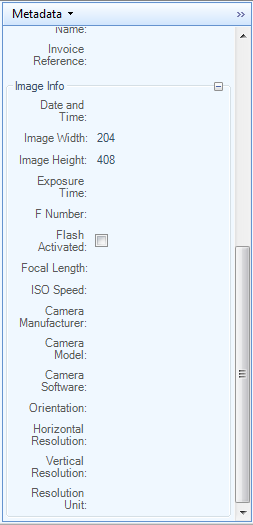 Metadata
Name:
Invoice
Reference:
Image Info
Date and
Time:
Image Width: 204
Image Height: 408
Exposure
Time:
F Number:
Flash
Activated:
Focal Length:
ISO Speed:
Camera
Manufacturer:
Camera
Model:
Camera
Software:
Orientation:
Horizontal
Resolution:
Vertical
Resolution:
Resolution
Unit: